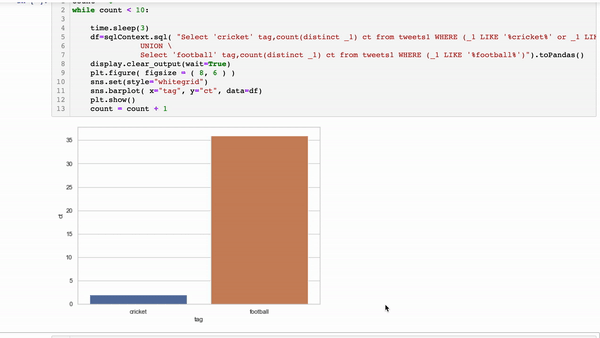 2 while count < 10:
3
4 time.sleep(3)
5 df=sqlContext.sql( "Select 'cricket' tag,count(distinct _1) ct from tweets1 WHERE (_1 LIKE '%cricket%' or _1 LIK
6 UNION \
7 Select 'football' tag,count(distinct _1) ct from tweets1 WHERE (_1 LIKE '%football%')").toPandas()
8 display.clear_output(wait=True)
9 plt.figure( figsize = ( 8, 6 ) )
10 sns.set(style="whitegrid")
11 sns.barplot( x="tag", y="ct", data=df)
12 plt.show()
13 count = count + 1
35
30
25
20
ct
15
10
5
0
cricket football
tag